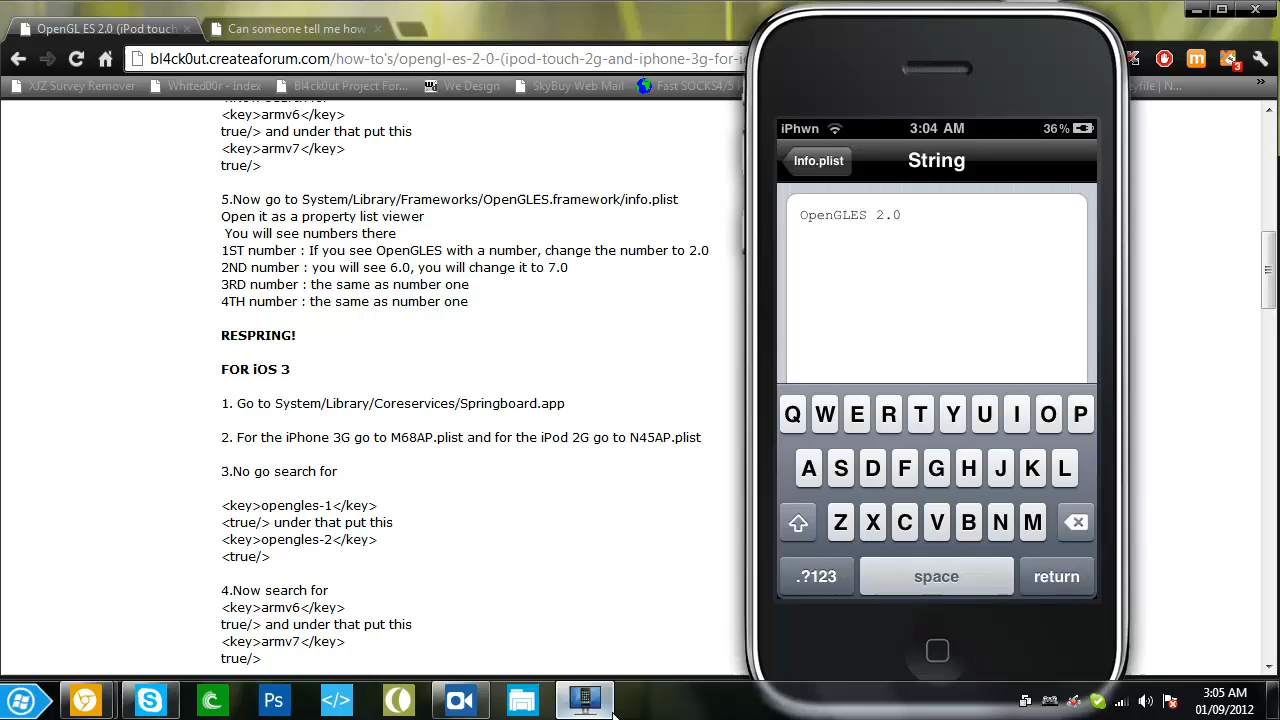 OpenGL ES 2.0 (iPod touch
Can someone tell me how
bl4ck0ut.createaforum.com/how-to's/opengl-es-2-0-(ipod-touch-2g-and-iphone-3g-for-i
XJZ Survey Remover
Whited00r - Index
Bl4ck0ut Project For...
We Design
SkyBuy Web Mail
Fast SOCKS4/5
<key>armv6</key>
true/> and under that put this
<key>armv7</key>
true/>
5.Now go to System/Library/Frameworks/OpenGLES.framework/info.plist
Open it as a property list viewer
You will see numbers there
1ST number : If you see OpenGLES with a number, change the number to 2.0
2ND number : you will see 6.0, you will change it to 7.0
3RD number : the same as number one
4TH number : the same as number one
RESPRING!
FOR iOS 3
1. Go to System/Library/Coreservices/Springboard.app
2. For the iPhone 3G go to M68AP.plist and for the iPod 2G go to N45AP.plist
3.No go search for
<key>opengles-1</key>
<true/> under that put this
<key>opengles-2</key>
<true/>
4.Now search for
<key>armv6</key>
true/> and under that put this
<key>armv7</key>
true/>
iPhwn 3:04 AM 36%
Info.plist String
OpenGLES 2.0
Q W E R T Y U I O P
A S D F G H J K L
Z X C V B N M
.?123 space return
Ps
3:05 AM
01/09/2012